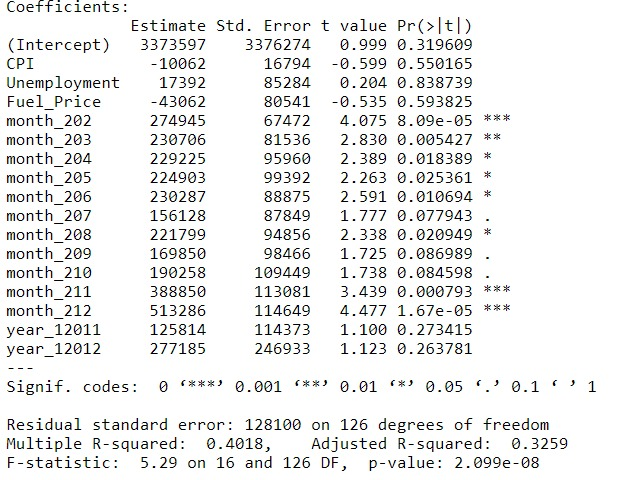 Coefficients:
             Estimate Std. Error t value Pr(>|t|)
(Intercept)   3373597    3376274   0.999 0.319609
CPI            -10062      16794  -0.599 0.550165
Unemployment    17392      85284   0.204 0.838739
Fuel_Price     -43062      80541  -0.535 0.593825
month_202      274945      67472   4.075 8.09e-05 ***
month_203      230706      81536   2.830 0.005427 **
month_204      229225      95960   2.389 0.018389 *
month_205      224903      99392   2.263 0.025361 *
month_206      230287      88875   2.591 0.010694 *
month_207      156128      87849   1.777 0.077943 .
month_208      221799      94856   2.338 0.020949 *
month_209      169850      98466   1.725 0.086989 .
month_210      190258     109449   1.738 0.084598 .
month_211      388850     113081   3.439 0.000793 ***
month_212      513286     114649   4.477 1.67e-05 ***
year_12011     125814     114373   1.100 0.273415
year_12012     277185     246933   1.123 0.263781
---
Signif. codes:  0 ‘***’ 0.001 ‘**’ 0.01 ‘*’ 0.05 ‘.’ 0.1 ‘ ’ 1
Residual standard error: 128100 on 126 degrees of freedom
Multiple R-squared:  0.4018,    Adjusted R-squared:  0.3259
F-statistic:  5.29 on 16 and 126 DF,  p-value: 2.099e-08